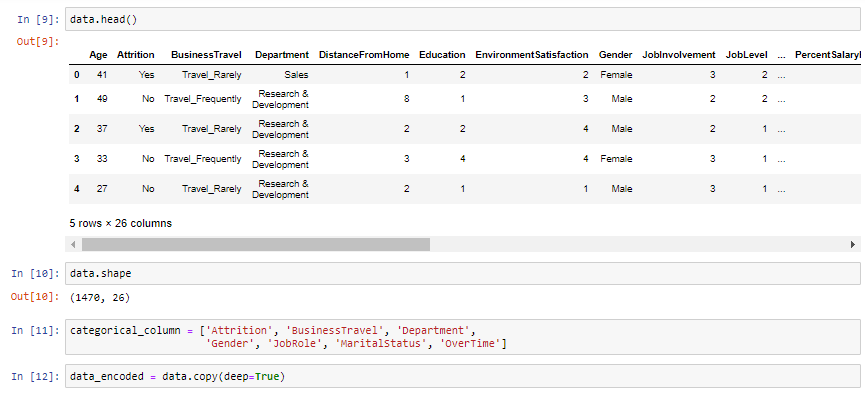 In [9]: data.head()
Out[9]:
Age Attrition BusinessTravel Department DistanceFromHome Education EnvironmentSatisfaction Gender JobInvolvement JobLevel ... PercentSalaryH
0 41 Yes Travel_Rarely Sales 1 2 2 Female 3 2 ...
1 49 No Travel_Frequently Research & Development 8 1 3 Male 2 2 ...
2 37 Yes Travel_Rarely Research & Development 2 2 4 Male 2 1 ...
3 33 No Travel_Frequently Research & Development 3 4 4 Female 3 1 ...
4 27 No Travel_Rarely Research & Development 2 1 1 Male 3 1 ...
5 rows × 26 columns
In [10]: data.shape
Out[10]: (1470, 26)
In [11]: categorical_column = ['Attrition', 'BusinessTravel', 'Department',
'Gender', 'JobRole', 'MaritalStatus', 'OverTime']
In [12]: data_encoded = data.copy(deep=True)